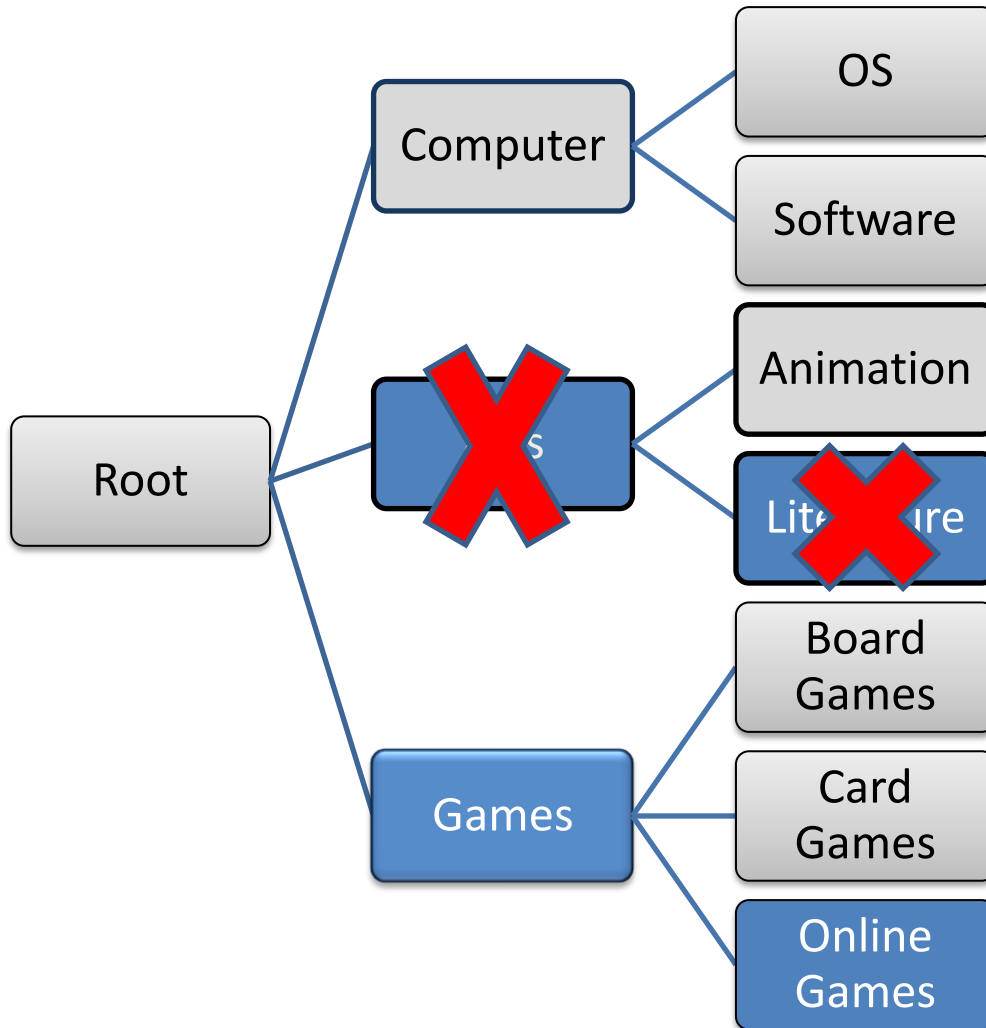 OS
Computer
Software
Animation
Root
Games
Board
Games
Card
Games
Online
Games